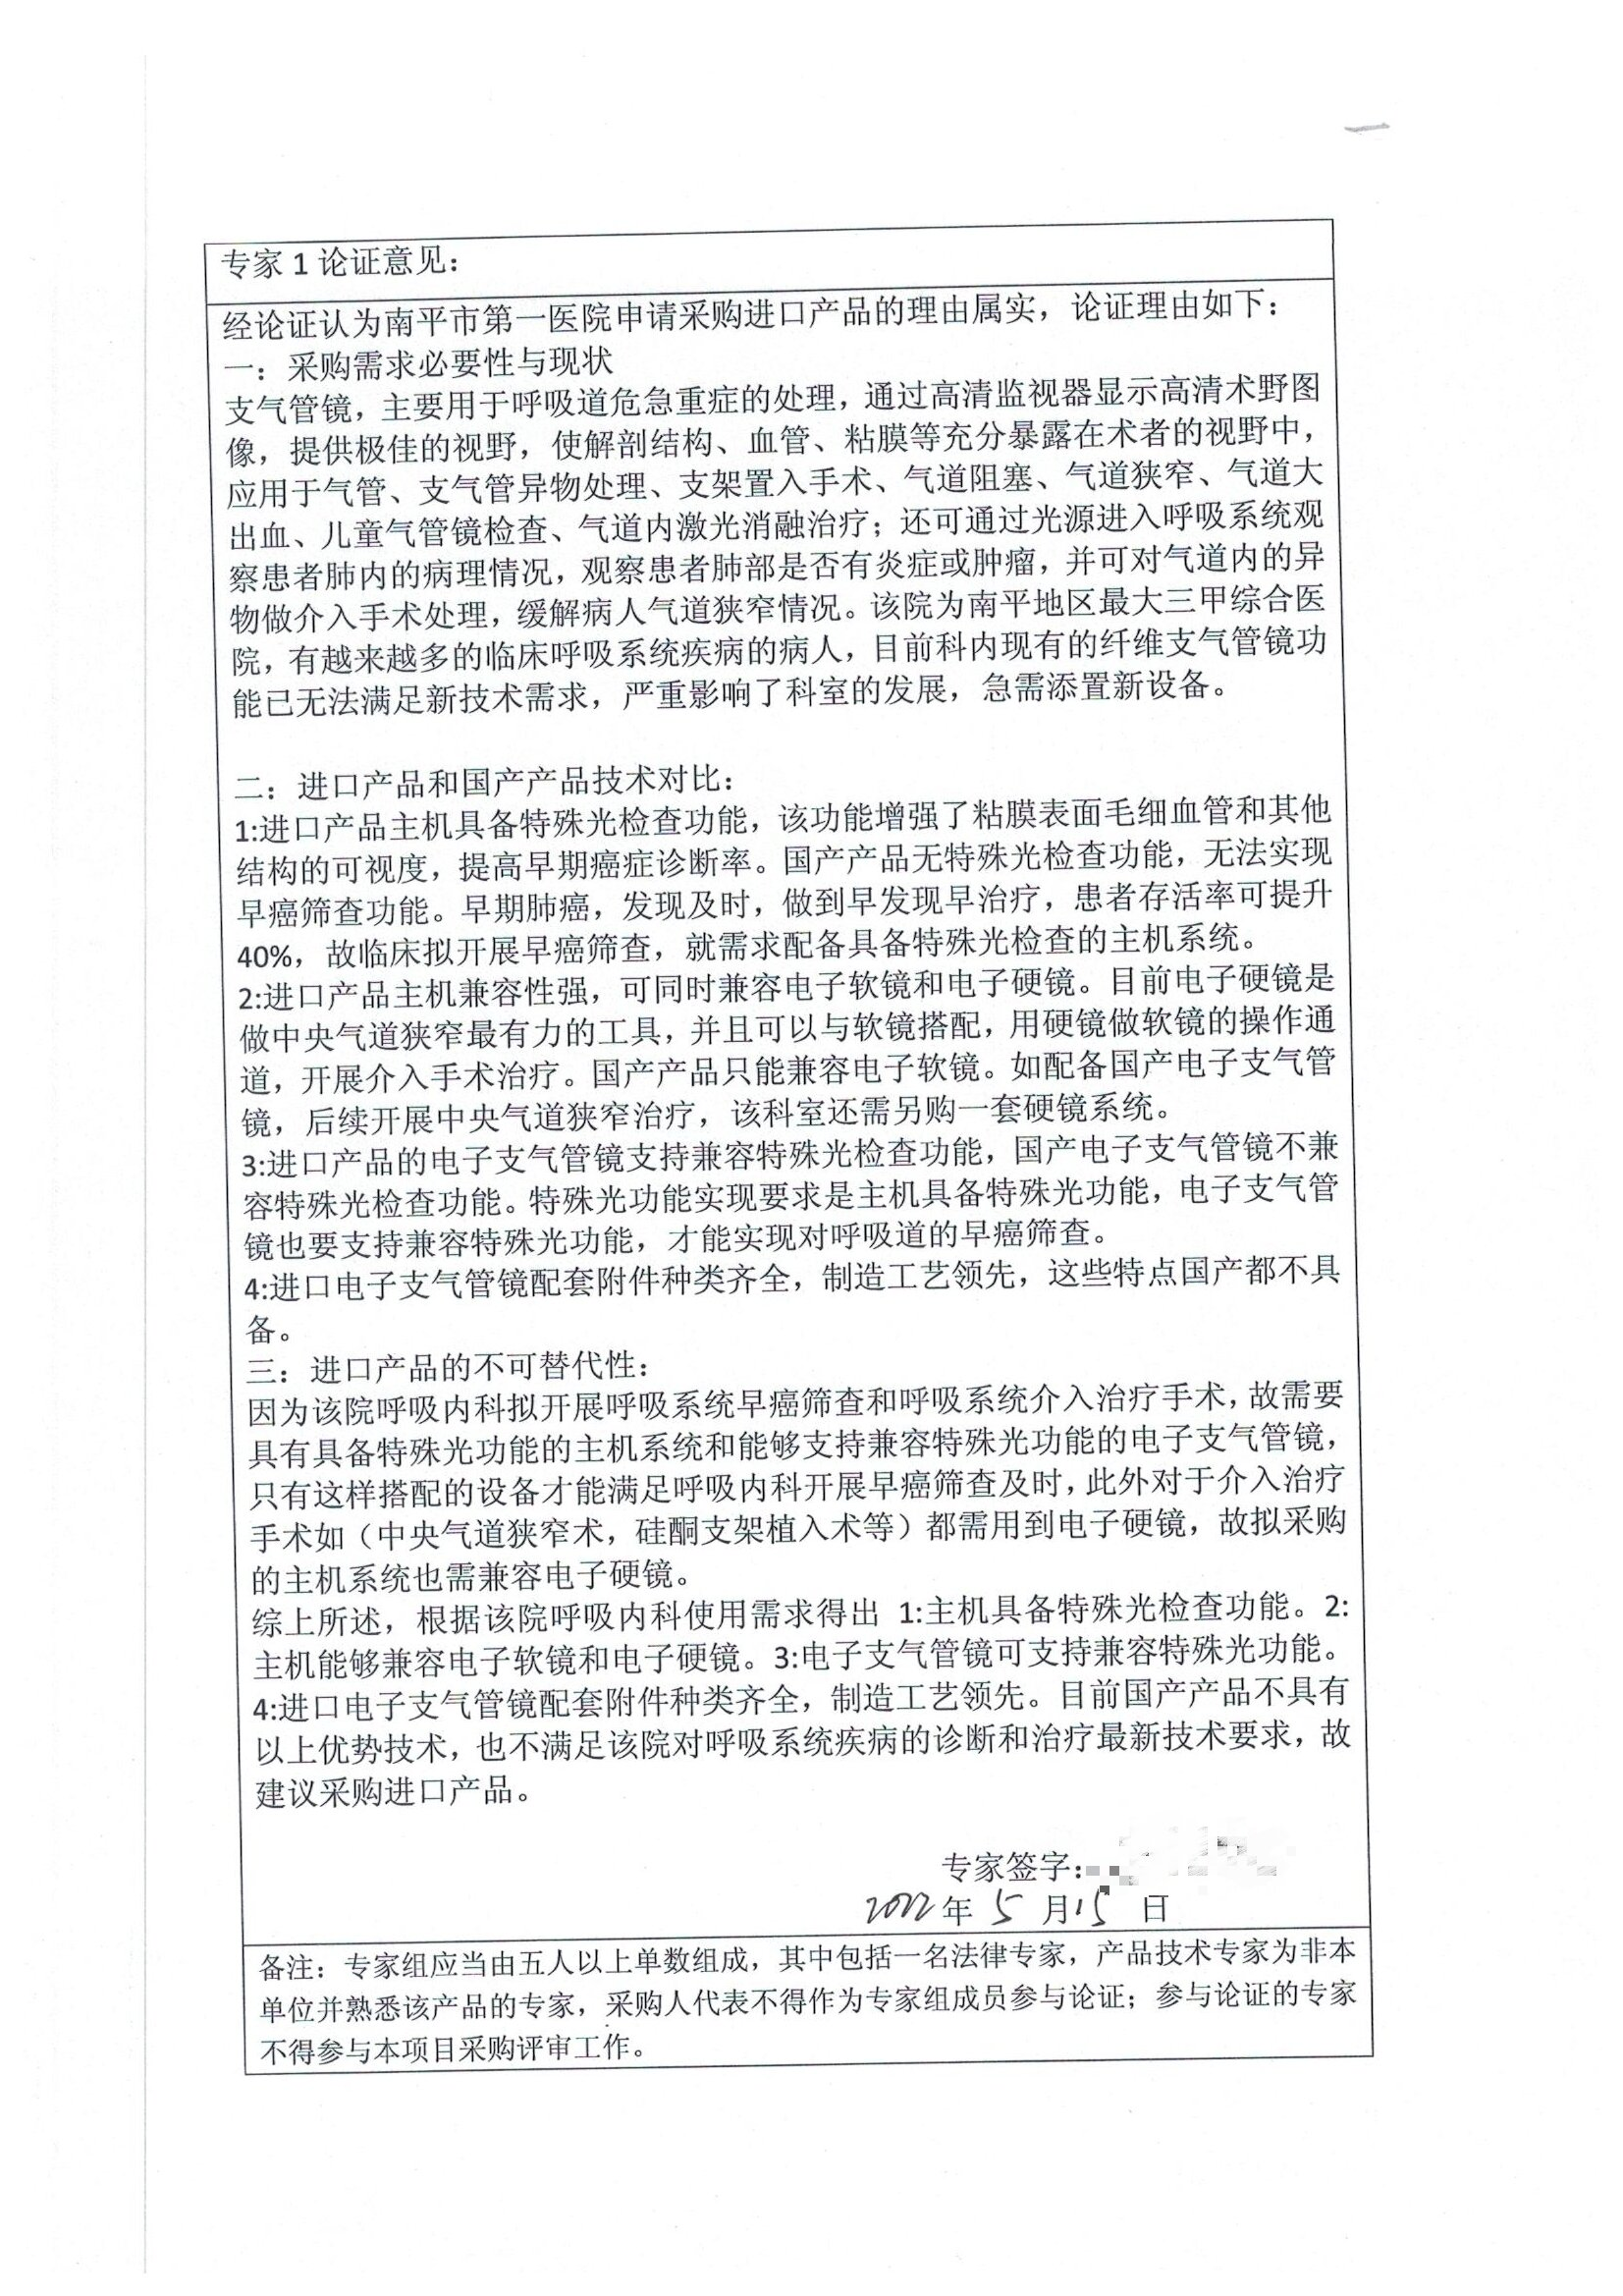 一
专家 1 论证意见：
经论证认为南平市第一医院申请采购进口产品的理由属实，论证理由如下：
一：采购需求必要性与现状
支气管镜，主要用于呼吸道危急重症的处理，通过高清监视器显示高清术野图
像，提供极佳的视野，使解剖结构、血管、粘膜等充分暴露在术者的视野中，
应用于气管、支气管异物处理、支架置入手术、气道阻塞、气道狭窄、气道大
出血、儿童气管镜检查、气道内激光消融治疗；还可通过光源进入呼吸系统观
察患者肺内的病理情况，观察患者肺部是否有炎症或肿瘤，并可对气道内的异
物做介入手术处理，缓解病人气道狭窄情况。该院为南平地区最大三甲综合医
院，有越来越多的临床呼吸系统疾病的病人，目前科内现有的纤维支气管镜功
能已无法满足新技术需求，严重影响了科室的发展，急需添置新设备。
二：进口产品和国产产品技术对比：
1:进口产品主机具备特殊光检查功能，该功能增强了粘膜表面毛细血管和其他
结构的可视度，提高早期癌症诊断率。国产产品无特殊光检查功能，无法实现
早癌筛查功能。早期肺癌，发现及时，做到早发现早治疗，患者存活率可提升
40%，故临床拟开展早癌筛查，就需求配备具备特殊光检查的主机系统。
2:进口产品主机兼容性强，可同时兼容电子软镜和电子硬镜。目前电子硬镜是
做中央气道狭窄最有力的工具，并且可以与软镜搭配，用硬镜做软镜的操作通
道，开展介入手术治疗。国产产品只能兼容电子软镜。如配备国产电子支气管
镜，后续开展中央气道狭窄治疗，该科室还需另购一套硬镜系统。
3:进口产品的电子支气管镜支持兼容特殊光检查功能，国产电子支气管镜不兼
容特殊光检查功能。特殊光功能实现要求是主机具备特殊光功能，电子支气管
镜也要支持兼容特殊光功能，才能实现对呼吸道的早癌筛查。
4:进口电子支气管镜配套附件种类齐全，制造工艺领先，这些特点国产都不具
备。
三：进口产品的不可替代性：
因为该院呼吸内科拟开展呼吸系统早癌筛查和呼吸系统介入治疗手术，故需要
具有具备特殊光功能的主机系统和能够支持兼容特殊光功能的电子支气管镜，
只有这样搭配的设备才能满足呼吸内科开展早癌筛查及时，此外对于介入治疗
手术如（中央气道狭窄术，硅酮支架植入术等）都需用到电子硬镜，故拟采购
的主机系统也需兼容电子硬镜。
综上所述，根据该院呼吸内科使用需求得出 1:主机具备特殊光检查功能。2:
主机能够兼容电子软镜和电子硬镜。3:电子支气管镜可支持兼容特殊光功能。
4:进口电子支气管镜配套附件种类齐全，制造工艺领先。目前国产产品不具有
以上优势技术，也不满足该院对呼吸系统疾病的诊断和治疗最新技术要求，故
建议采购进口产品。
专家签字：
2022年 5 月15 日
备注：专家组应当由五人以上单数组成，其中包括一名法律专家，产品技术专家为非本
单位并熟悉该产品的专家，采购人代表不得作为专家组成员参与论证；参与论证的专家
不得参与本项目采购评审工作。